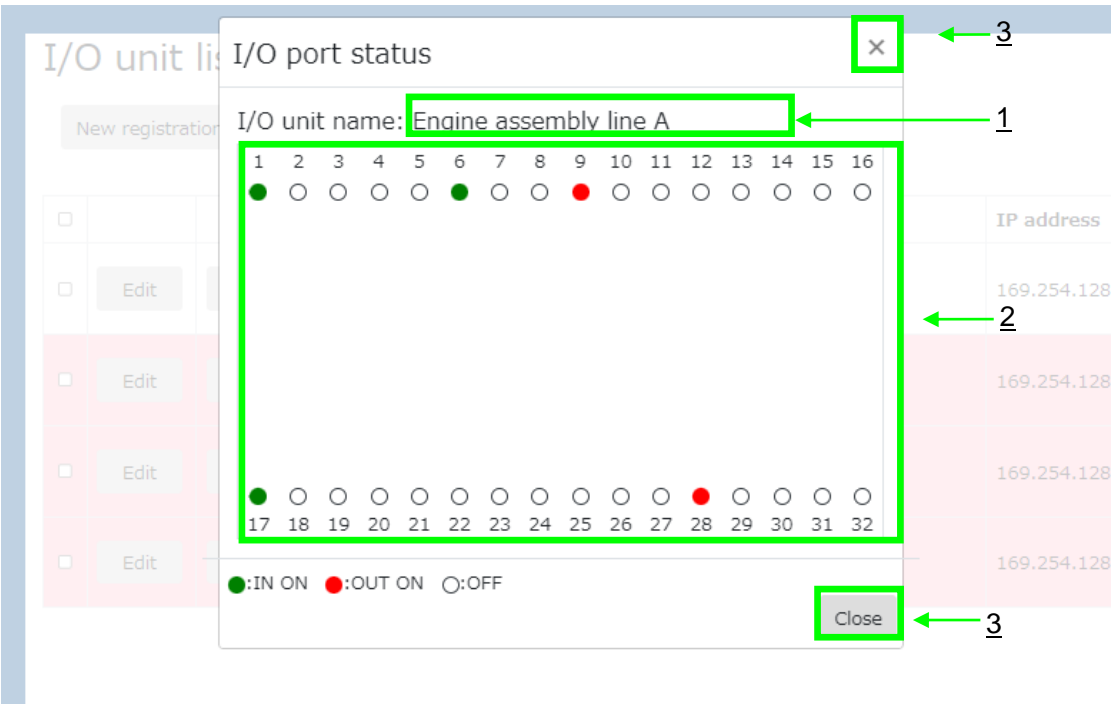 I/O unit lis
I/O port status
×
3
New registration
I/O unit name: Engine assembly line A
1
1 2 3 4 5 6 7 8 9 10 11 12 13 14 15 16
IP address
Edit
169.254.128
2
Edit
169.254.128
Edit
169.254.128
17 18 19 20 21 22 23 24 25 26 27 28 29 30 31 32
Edit
169.254.128
:IN ON :OUT ON :OFF
Close
3